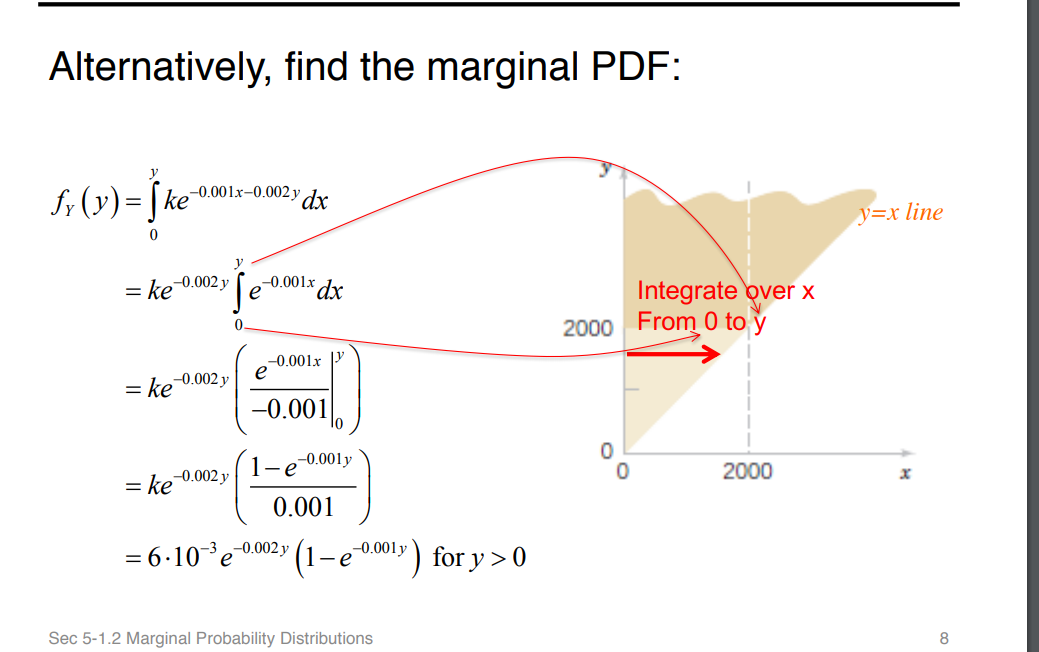 Alternatively, find the marginal PDF:
f_Y(y) = ∫_0^y ke^{-0.001x-0.002y} dx
= ke^{-0.002y} ∫_0^y e^{-0.001x} dx
= ke^{-0.002y} ( e^{-0.001x} / -0.001 |_0^y )
= ke^{-0.002y} ( 1-e^{-0.001y} / 0.001 )
= 6·10^{-3} e^{-0.002y} (1-e^{-0.001y}) for y > 0
y
y=x line
Integrate over x
2000 From 0 to y
0
0 2000 x
Sec 5-1.2 Marginal Probability Distributions 8